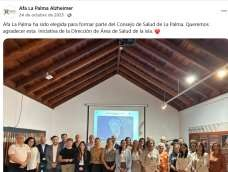 Afa La Palma Alzheimer
24 de octubre de 2023
Afa La Palma ha sido elegida para formar parte del Consejo de Salud de La Palma. Queremos
agradecer esta iniciativa de la Dirección de Área de Salud de la isla. ❤️